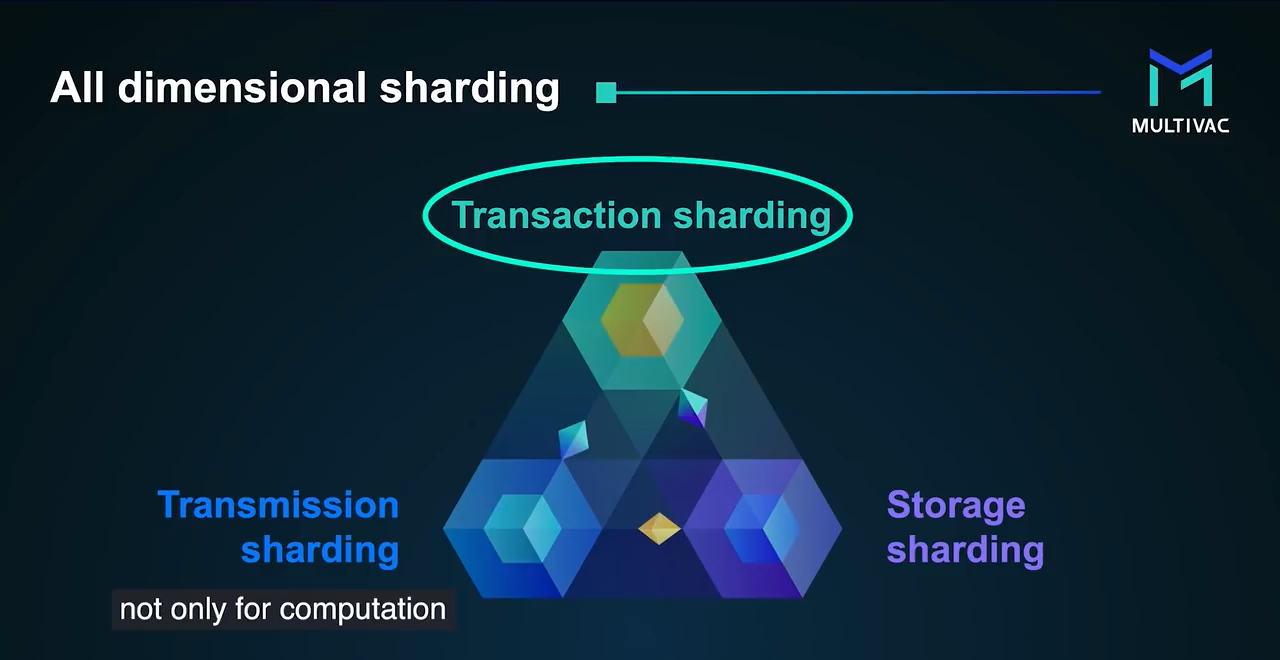 All dimensional sharding
MULTIVAC
Transaction sharding
Transmission
sharding
Storage
sharding
not only for computation